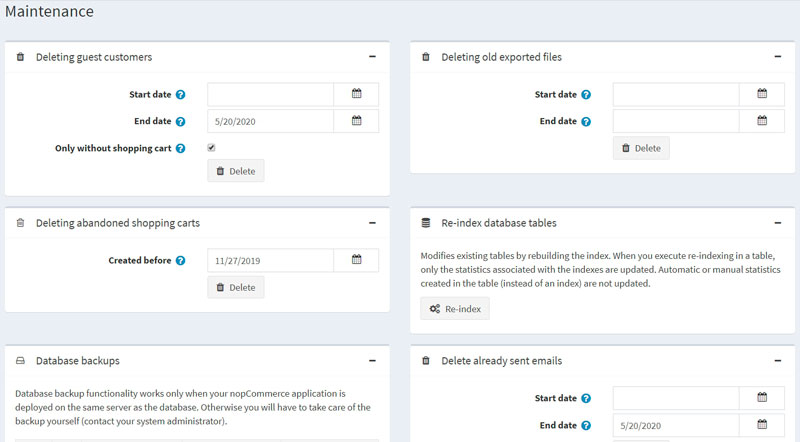 Maintenance
Deleting guest customers
Start date
End date 5/20/2020
Only without shopping cart
Delete
Deleting old exported files
Start date
End date
Delete
Deleting abandoned shopping carts
Created before 11/27/2019
Delete
Re-index database tables
Modifies existing tables by rebuilding the index. When you execute re-indexing in a table,
only the statistics associated with the indexes are updated. Automatic or manual statistics
created in the table (instead of an index) are not updated.
Re-index
Database backups
Database backup functionality works only when your nopCommerce application is
deployed on the same server as the database. Otherwise you will have to take care of the
backup yourself (contact your system administrator).
Delete already sent emails
Start date
End date 5/20/2020